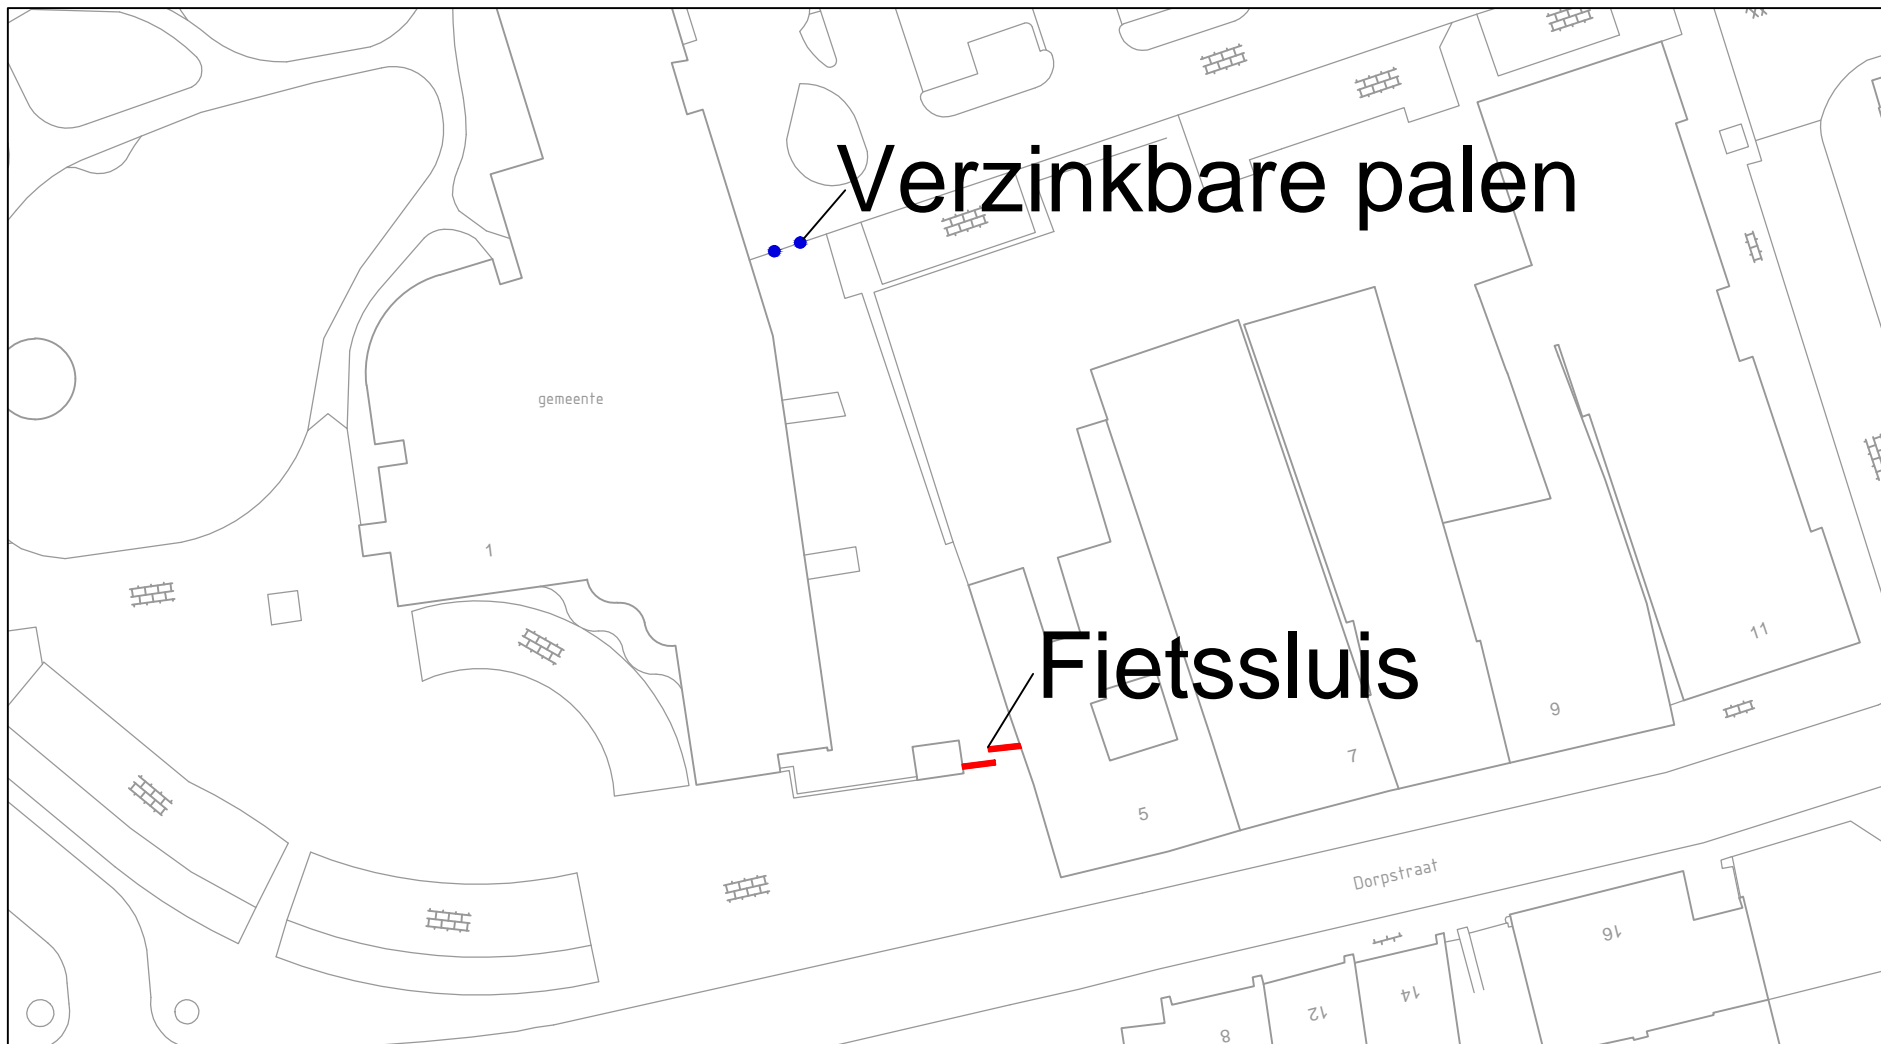 Verzinkbare palen
gemeente
1
Fietssluis
11
9
7
5
Dorpstraat
16
14
12
8